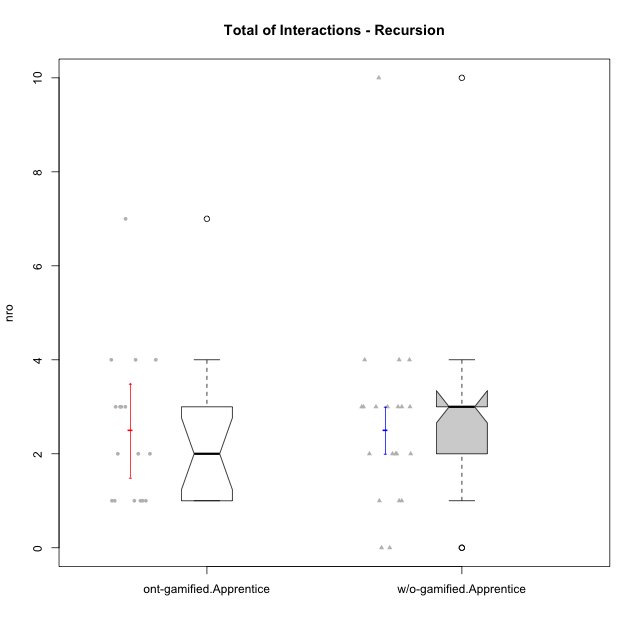 Total of Interactions - Recursion
10
8
6
4
2
0
nro
ont-gamified.Apprentice
w/o-gamified.Apprentice